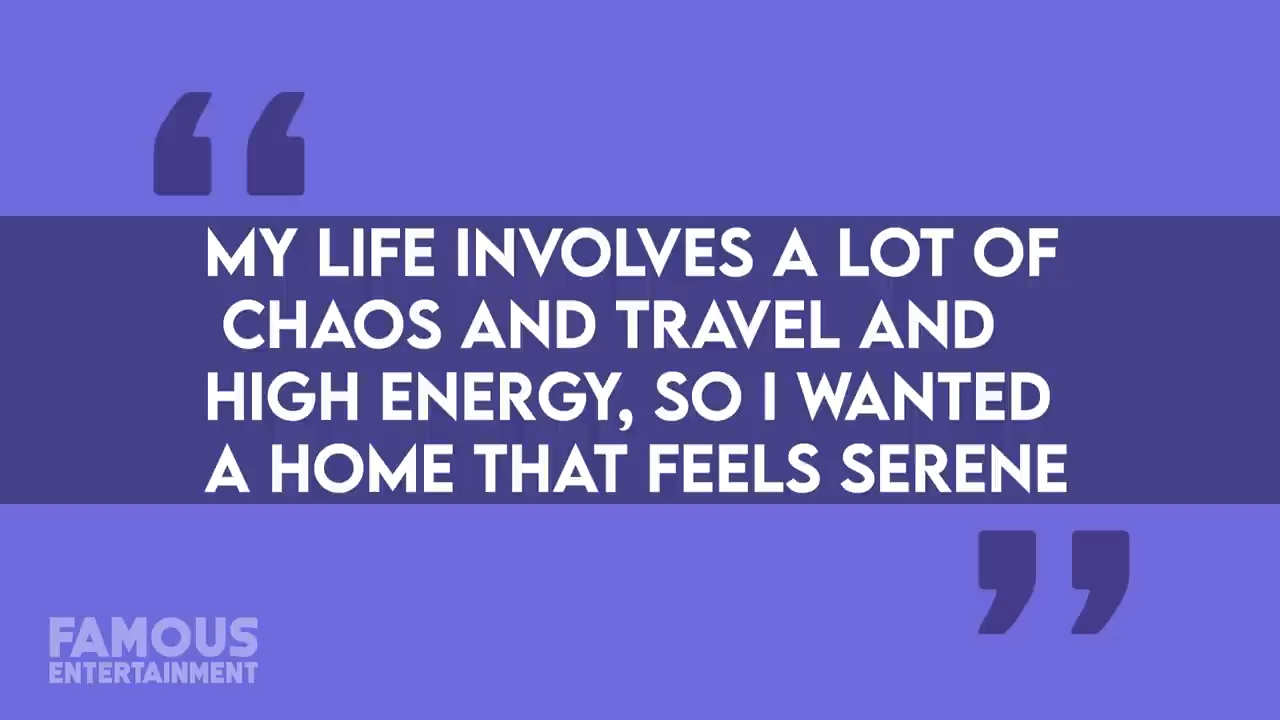 MY LIFE INVOLVES A LOT OF
CHAOS AND TRAVEL AND
HIGH ENERGY, SO I WANTED
A HOME THAT FEELS SERENE
FAMOUS
ENTERTAINMENT